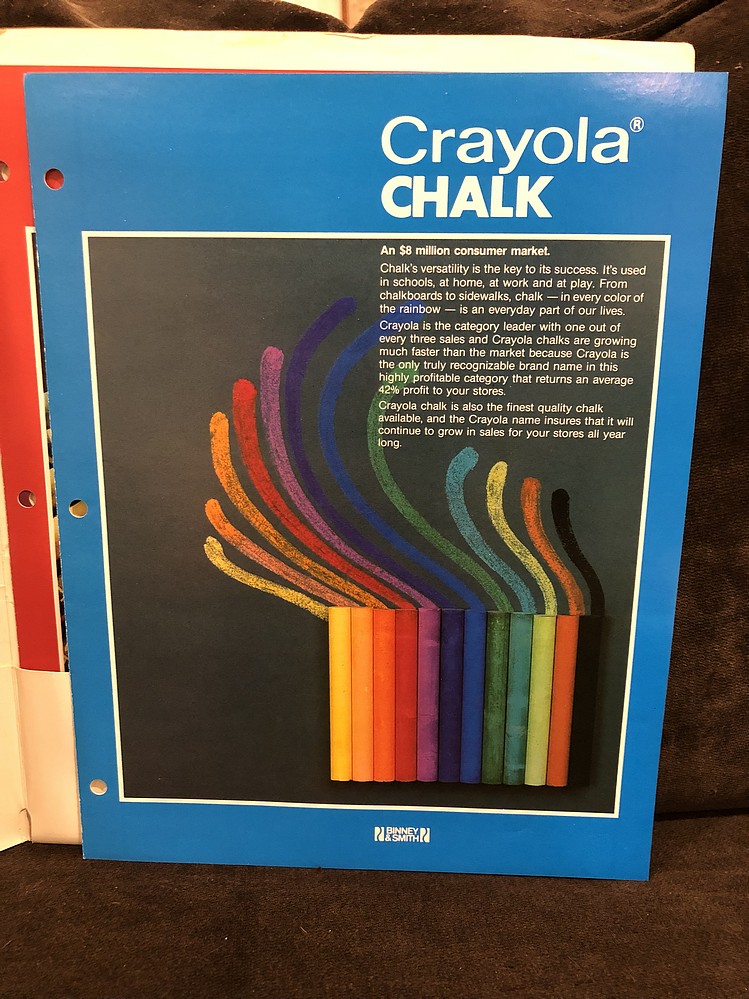 Crayola®
CHALK
An $8 million consumer market.
Chalk's versatility is the key to its success. It's used
in schools, at home, at work and at play. From
chalkboards to sidewalks, chalk — in every color of
the rainbow — is an everyday part of our lives.
Crayola is the category leader with one out of
every three sales and Crayola chalks are growing
much faster than the market because Crayola is
the only truly recognizable brand name in this
highly profitable category that returns an average
42% profit to your stores.
Crayola chalk is also the finest quality chalk
available, and the Crayola name insures that it will
continue to grow in sales for your stores all year
long.
BINNEY
& SMITH